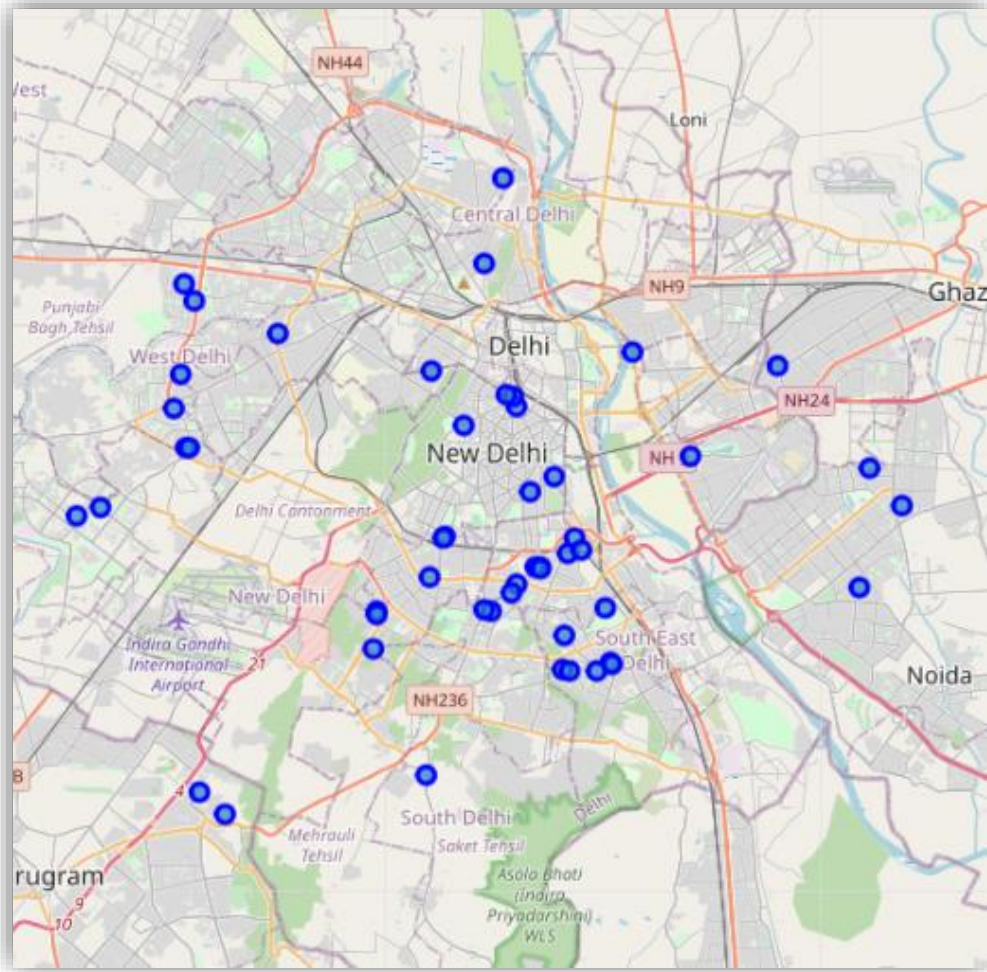 NH44
Vest
Loni
Central Delhi
NH9
Ghaz
Punjabi
Bagh Tehsil
Delhi
West Delhi
NH24
New Delhi
NH
Delhi Cantonment
New Delhi
Indira Gandhi
International
Airport
21
South East
Delhi
Noida
NH236
B
4
Delhi
South Delhi
Mehrauli
Tehsil
Saket Tehsil
rugram
Asola Bhati
(Indira
Priyadarshini)
WLS
9
10